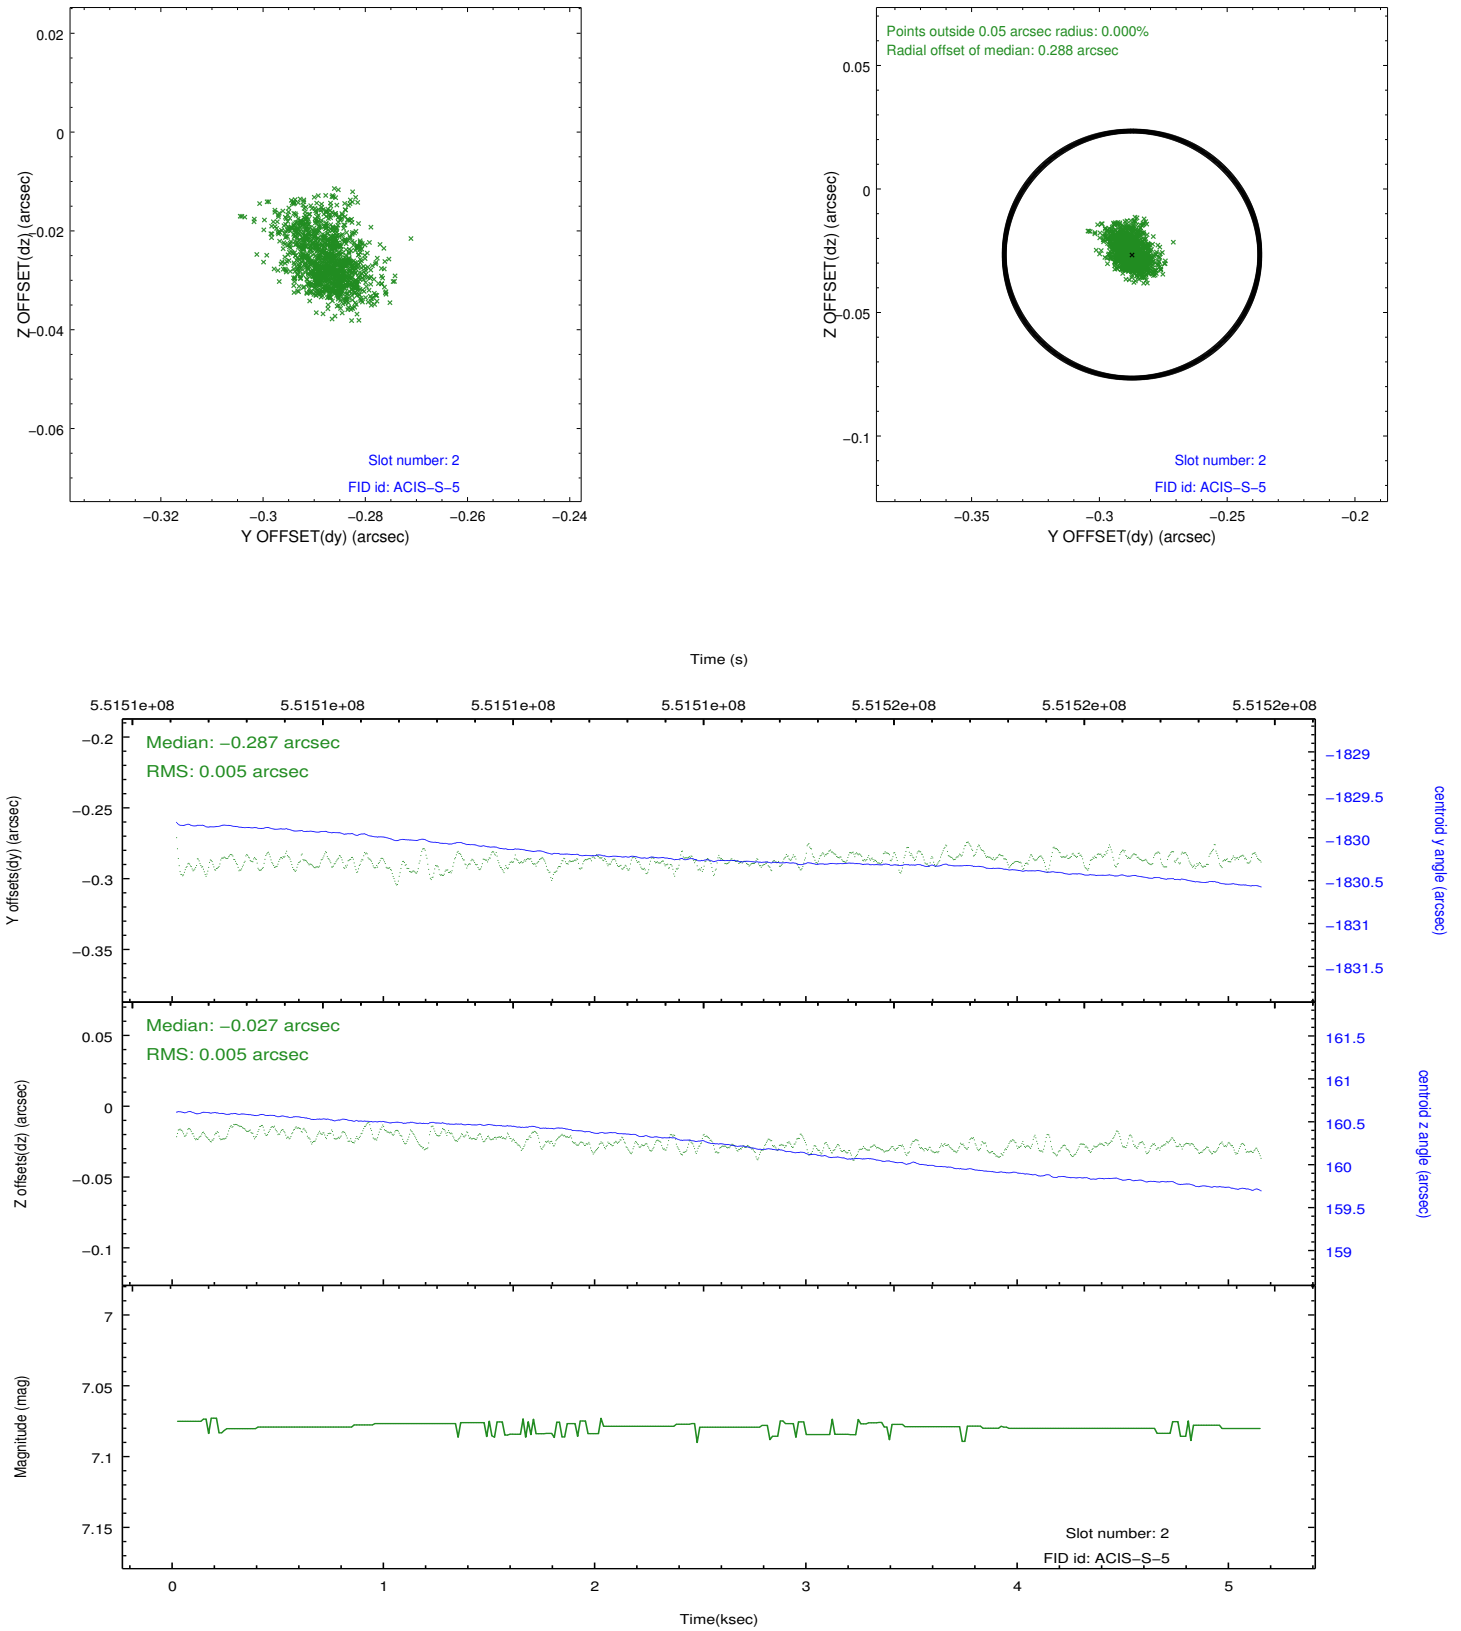 0.02
0
−0.02
−0.04
−0.06
Z OFFSET(dz) (arcsec)
Slot number: 2
FID id: ACIS−S−5
−0.32
−0.3
−0.28
−0.26
−0.24
Y OFFSET(dy) (arcsec)
Points outside 0.05 arcsec radius: 0.000%
Radial offset of median: 0.288 arcsec
0.05
0
−0.05
−0.1
Z OFFSET(dz) (arcsec)
Slot number: 2
FID id: ACIS−S−5
−0.35
−0.3
−0.25
−0.2
Y OFFSET(dy) (arcsec)
Time (s)
5.5151e+08
5.5151e+08
5.5151e+08
5.5151e+08
5.5152e+08
5.5152e+08
5.5152e+08
Median: −0.287 arcsec
RMS: 0.005 arcsec
−0.2
−0.25
−0.3
−0.35
Y offsets(dy) (arcsec)
−1829
−1829.5
−1830
−1830.5
−1831
−1831.5
centroid y angle (arcsec)
Median: −0.027 arcsec
RMS: 0.005 arcsec
0.05
0
−0.05
−0.1
Z offsets(dz) (arcsec)
161.5
161
160.5
160
159.5
159
centroid z angle (arcsec)
7
7.05
7.1
7.15
Magnitude (mag)
Slot number: 2
FID id: ACIS−S−5
0
1
2
3
4
5
Time(ksec)